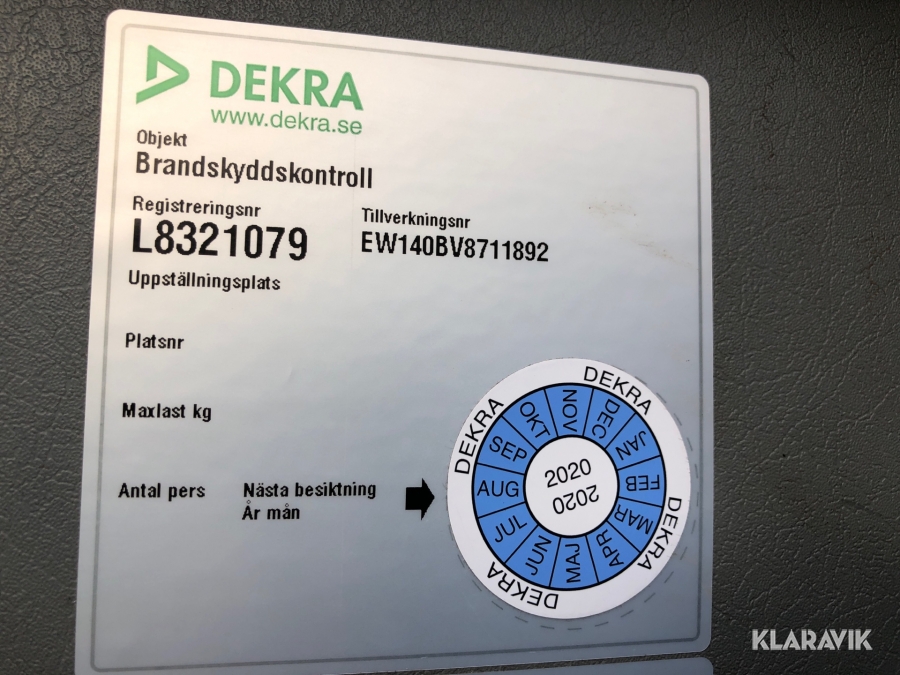 DEKRA
www.dekra.se
Objekt
Brandskyddskontroll
Registreringsnr
L8321079
Tillverkningsnr
EW140BV8711892
Uppställningsplats
Platsnr
Maxlast kg
Antal pers
Nästa besiktning
År mån
DEKRA
DEKRA
DEKRA
DEKRA
JAN
FEB
MAR
APR
MAJ
JUN
JUL
AUG
SEP
OKT
NOV
DEC
2020
2020
KLARAVIK